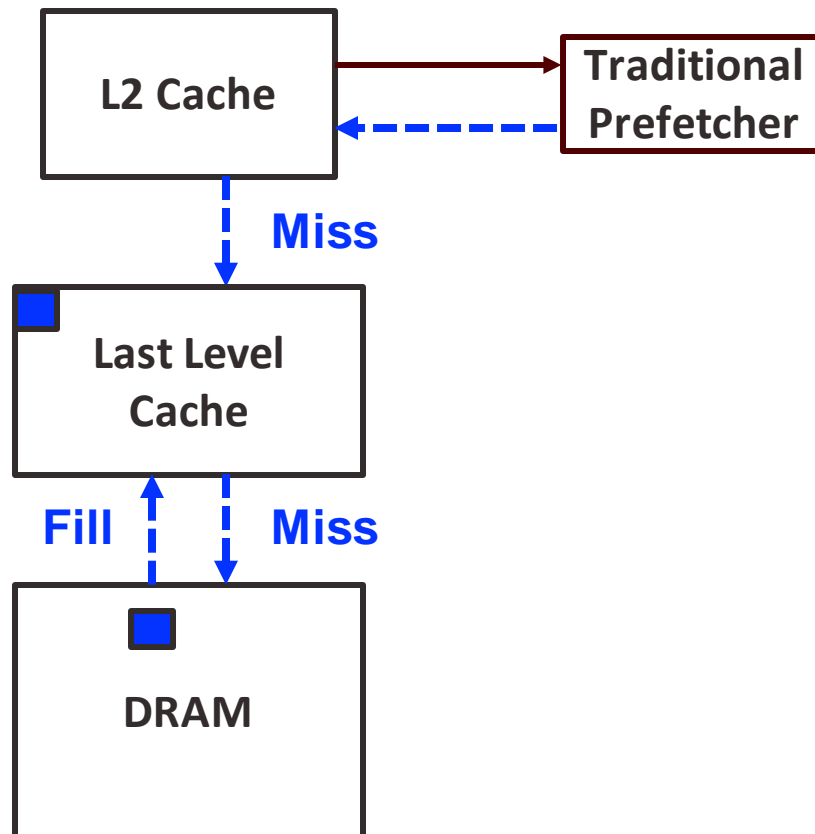 L2 Cache
Traditional
Prefetcher
Miss
Last Level
Cache
Fill
Miss
DRAM